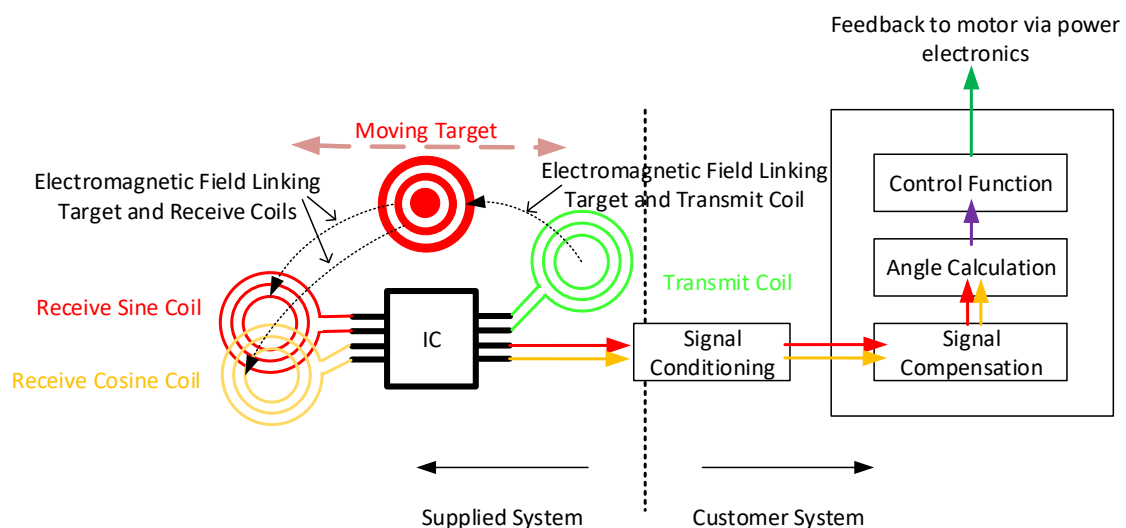 Feedback to motor via power
electronics
Moving Target
Electromagnetic Field Linking
Target and Receive Coils
Electromagnetic Field Linking
Target and Transmit Coil
Control Function
Angle Calculation
Transmit Coil
Receive Sine Coil
IC
Signal
Conditioning
Signal
Compensation
Receive Cosine Coil
Supplied System
Customer System